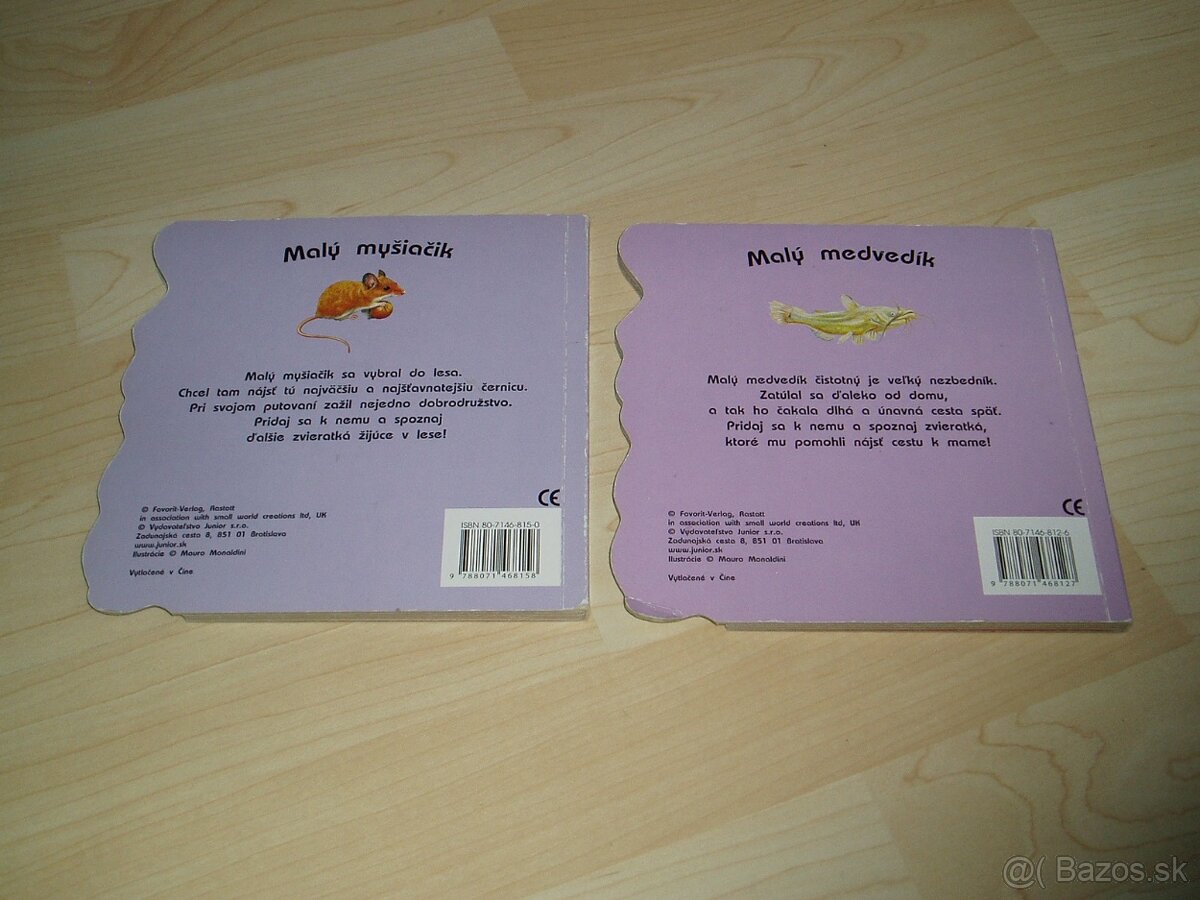 Malý myšiačik
Malý myšiačik sa vybral do lesa.
Chcel tam nájsť tú najväčšiu a najšťavnatejšiu černicu.
Pri svojom putovaní zažil nejedno dobrodružstvo.
Pridaj sa k nemu a spoznaj
ďalšie zvieratká žijúce v lese!
CE
© Favorit-Verlag, Rastatt
in association with small world creations ltd, UK
© Vydavateľstvo Junior s.r.o.
Zadunajská cesta 8, 851 01 Bratislava
www.junior.sk
Ilustrácie © Mauro Monaldini
Vytlačené v Číne
ISBN 80-7146-815-0
9 788071 468158
Malý medvedík
Malý medvedík čistotný je veľký nezbedník.
Zatúlal sa ďaleko od domu,
a tak ho čakala dlhá a únavná cesta späť.
Pridaj sa k nemu a spoznaj zvieratká,
ktoré mu pomohli nájsť cestu k mame!
CE
© Favorit-Verlag, Rastatt
in association with small world creations ltd, UK
© Vydavateľstvo Junior s.r.o.
Zadunajská cesta 8, 851 01 Bratislava
www.junior.sk
Ilustrácie © Mauro Monaldini
Vytlačené v Číne
ISBN 80-7146-812-6
9 788071 468127
@( Bazos.sk